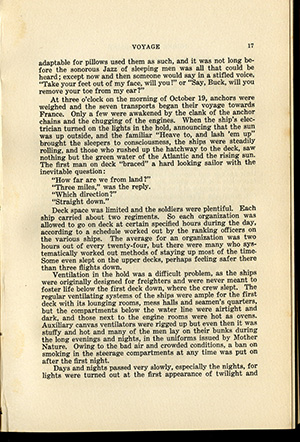 VOYAGE 17
adaptable for pillows used them as such, and it was not long be-
fore the sonorous Jazz of sleeping men was all that could be
heard; except now and then someone would say in a stifled voice,
"Take your feet out of my face, will you!" or "Say, Buck, will you
remove your toe from my ear?"
At three o'clock on the morning of October 19, anchors were
weighed and the seven transports began their voyage towards
France. Only a few were awakened by the clank of the anchor
chains and the chugging of the engines. When the ship's elec-
trician turned on the lights in the hold, announcing that the sun
was up outside, and the familiar "Heave to, and lash 'em up"
brought the sleepers to consciousness, the ships were steadily
rolling, and those who rushed up the hatchway to the deck, saw
nothing but the green water of the Atlantic and the rising sun.
The first man on deck "braced" a hard looking sailor with the
inevitable question:
"How far are we from land?"
"Three miles," was the reply.
"Which direction?"
"Straight down."
Deck space was limited and the soldiers were plentiful. Each
ship carried about two regiments. So each organization was
allowed to go on deck at certain specified hours during the day,
according to a schedule worked out by the ranking officers on
the various ships. The average for an organization was two
hours out of every twenty-four, but there were many who sys-
tematically worked out methods of staying up most of the time.
Some even slept on the upper decks, perhaps feeling safer there
than three flights down.
Ventilation in the hold was a difficult problem, as the ships
were originally designed for freighters and were never meant to
foster life below the first deck down, where the crew slept. The
regular ventilating systems of the ships were ample for the first
deck with its lounging rooms, mess halls and seamen's quarters,
but the compartments below the water line were airtight and
dark, and those next to the engine rooms were hot as ovens.
Auxiliary canvas ventilators were rigged up but even then it was
stuffy and hot and many of the men lay on their bunks during
the long evenings and nights, in the uniforms issued by Mother
Nature. Owing to the bad air and crowded conditions, a ban on
smoking in the steerage compartments at any time was put on
after the first night.
Days and nights passed very slowly, especially the nights, for
lights were turned out at the first appearance of twilight and